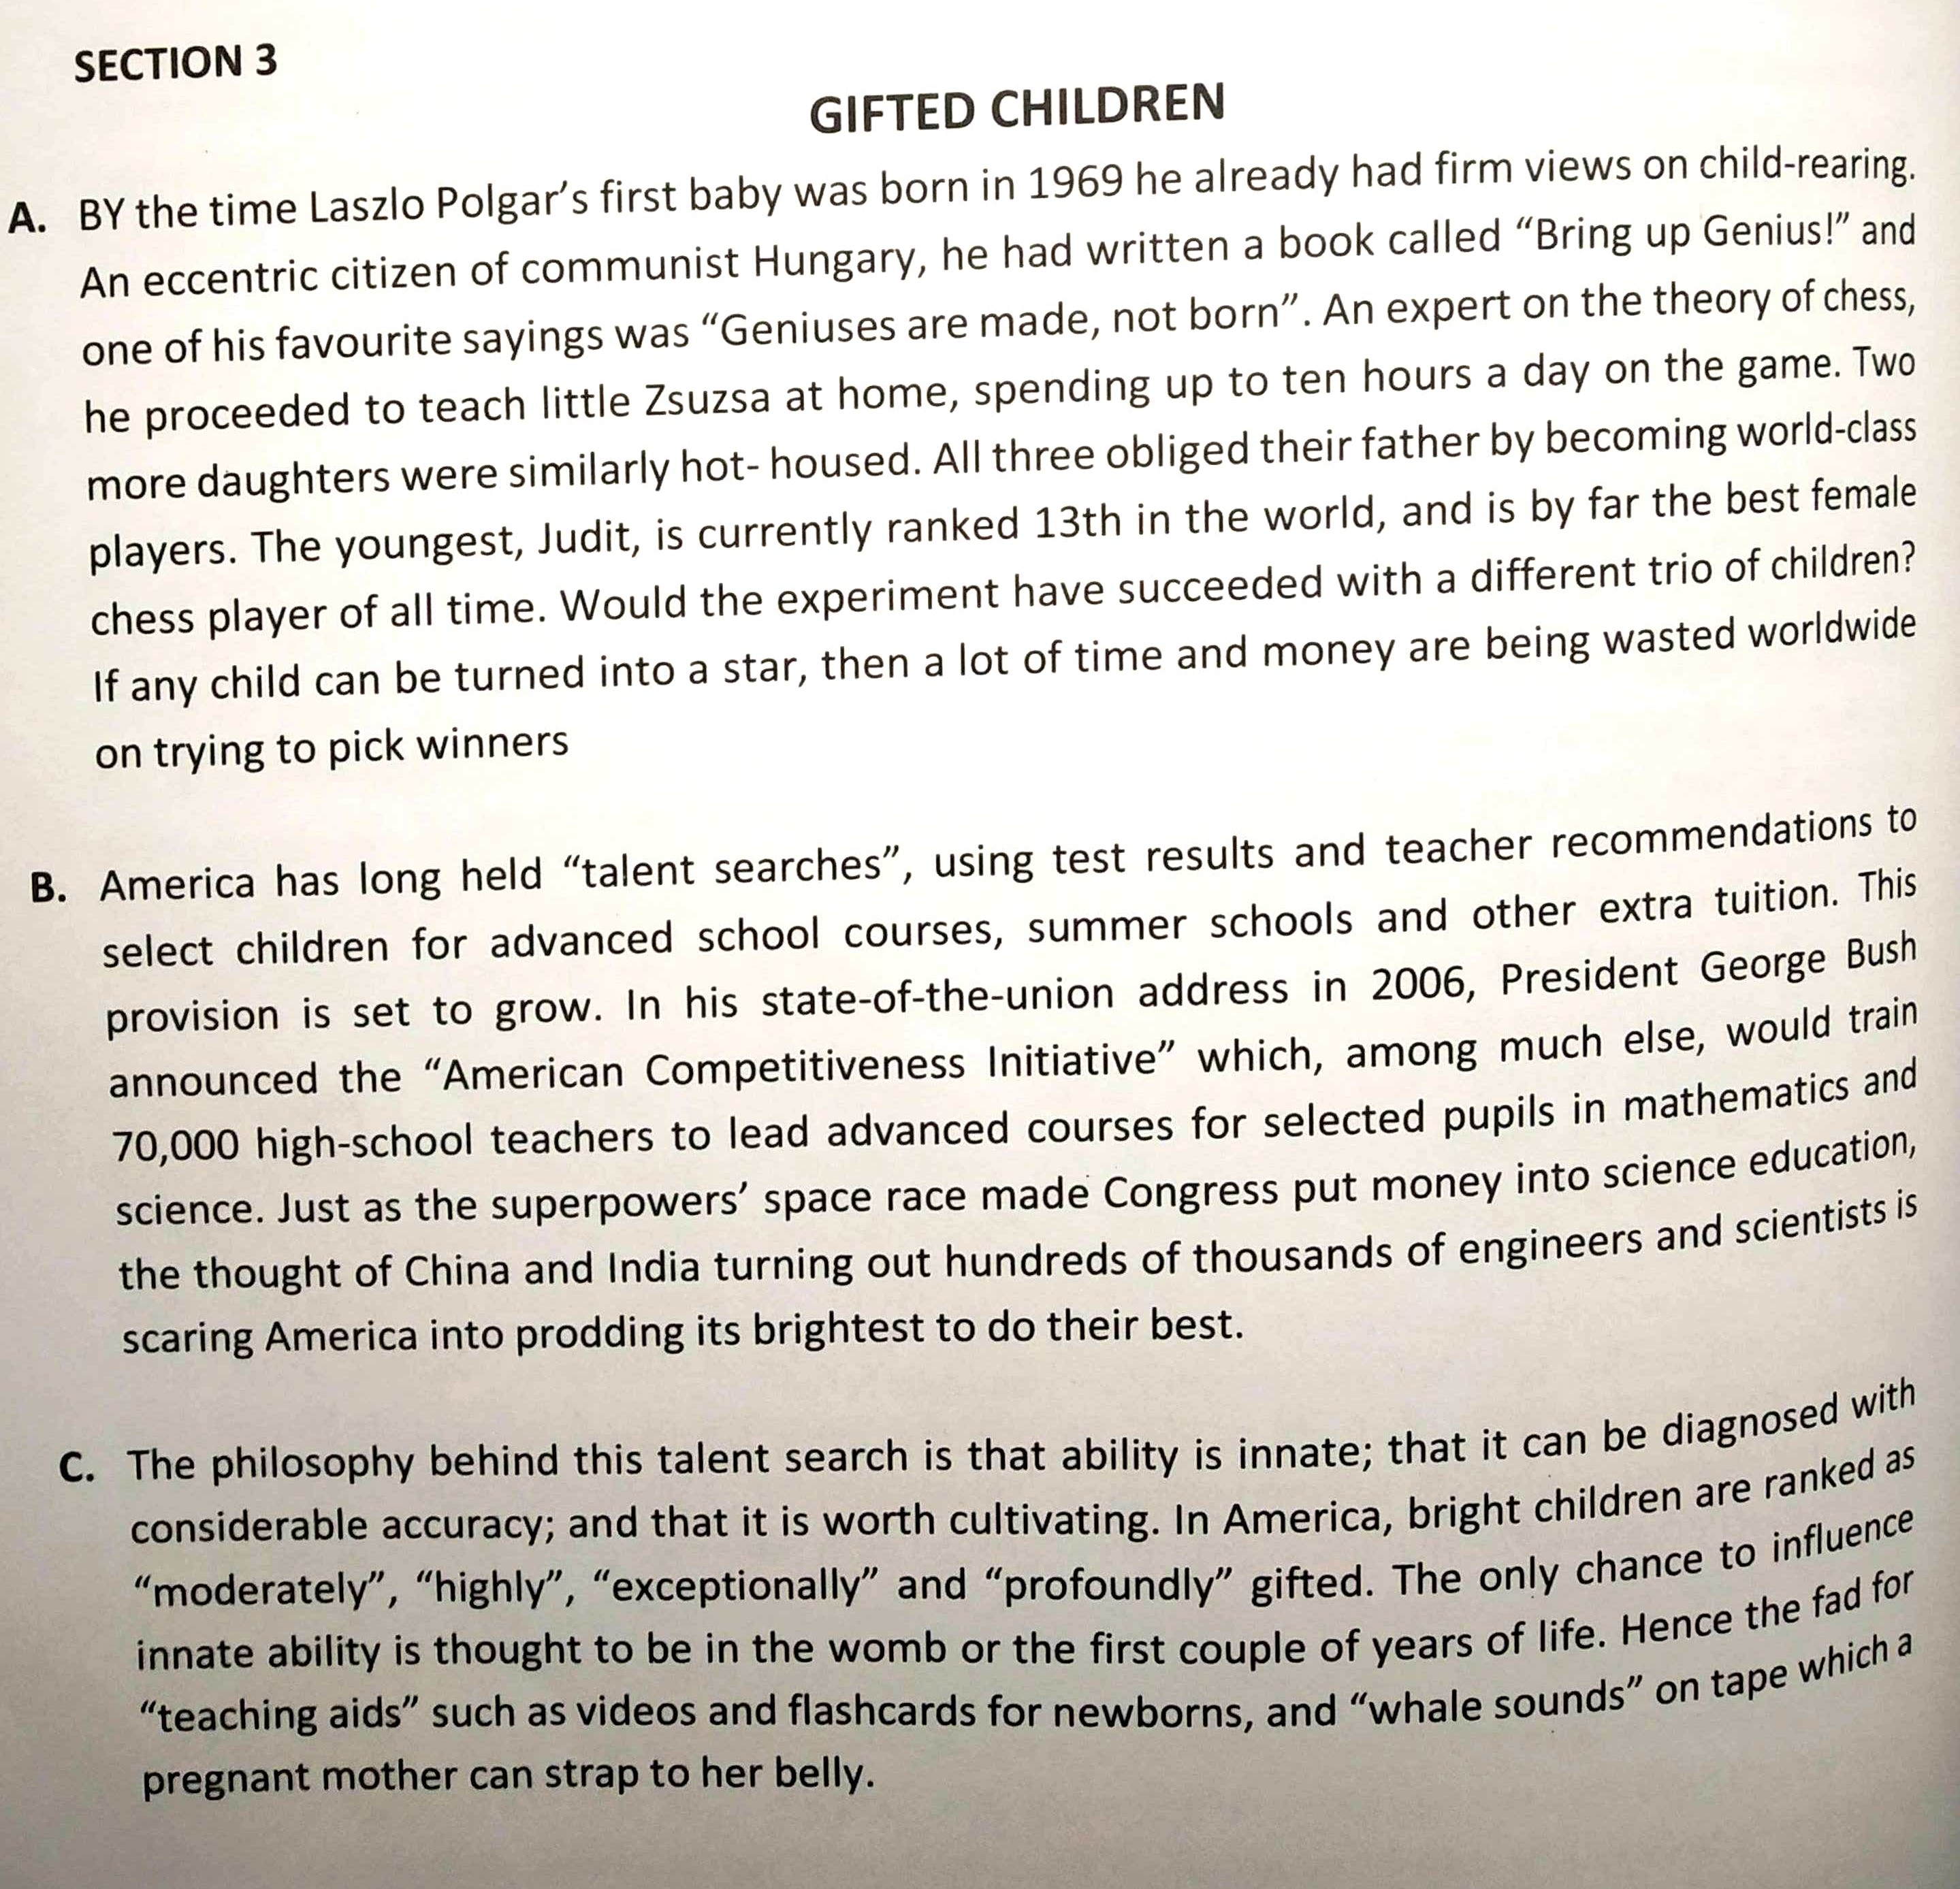 SECTION 3
GIFTED CHILDREN
A. BY the time Laszlo Polgar’s first baby was born in 1969 he already had firm views on child-rearing.
An eccentric citizen of communist Hungary, he had written a book called “Bring up Genius!” and
one of his favourite sayings was “Geniuses are made, not born”. An expert on the theory of chess,
he proceeded to teach little Zsuzsa at home, spending up to ten hours a day on the game. Two
more daughters were similarly hot- housed. All three obliged their father by becoming world-class
players. The youngest, Judit, is currently ranked 13th in the world, and is by far the best female
chess player of all time. Would the experiment have succeeded with a different trio of children?
If any child can be turned into a star, then a lot of time and money are being wasted worldwide
on trying to pick winners
B. America has long held “talent searches”, using test results and teacher recommendations to
select children for advanced school courses, summer schools and other extra tuition. This
provision is set to grow. In his state-of-the-union address in 2006, President George Bush
announced the “American Competitiveness Initiative” which, among much else, would train
70,000 high-school teachers to lead advanced courses for selected pupils in mathematics and
science. Just as the superpowers’ space race made Congress put money into science education,
the thought of China and India turning out hundreds of thousands of engineers and scientists is
scaring America into prodding its brightest to do their best.
C. The philosophy behind this talent search is that ability is innate; that it can be diagnosed with
considerable accuracy; and that it is worth cultivating. In America, bright children are ranked as
“moderately”, “highly”, “exceptionally” and “profoundly” gifted. The only chance to influence
innate ability is thought to be in the womb or the first couple of years of life. Hence the fad for
“teaching aids” such as videos and flashcards for newborns, and “whale sounds” on tape which a
pregnant mother can strap to her belly.